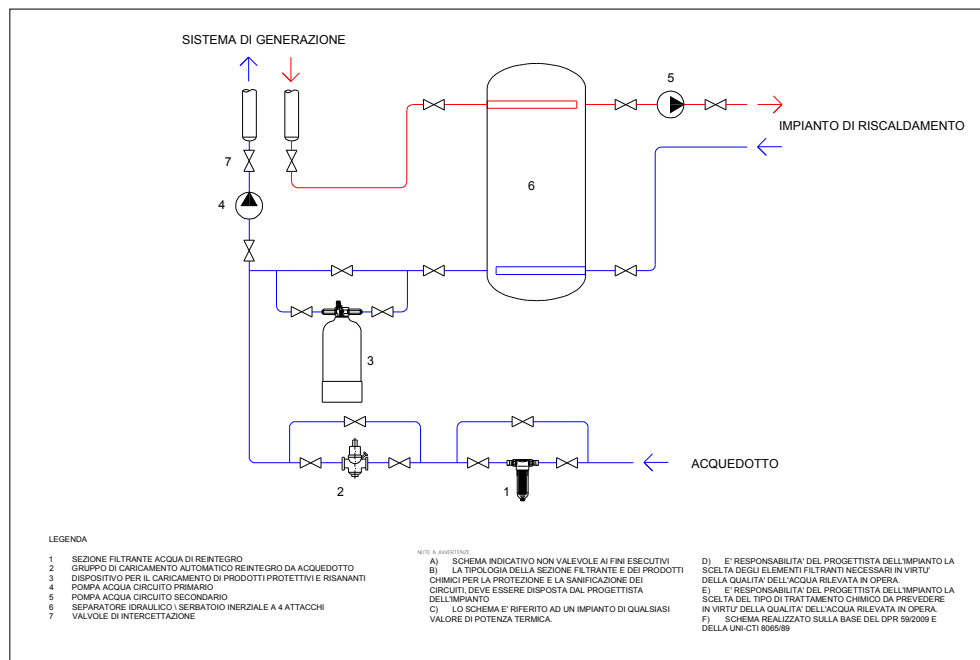 SISTEMA DI GENERAZIONE
5
IMPIANTO DI RISCALDAMENTO
7
6
4
3
ACQUEDOTTO
2
1
LEGENDA
1 SEZIONE FILTRANTE ACQUA DI REINTEGRO
2 GRUPPO DI CARICAMENTO AUTOMATICO REINTEGRO DA ACQUEDOTTO
3 DISPOSITIVO PER IL CARICAMENTO DI PRODOTTI PROTETTIVI E RISANANTI
4 POMPA ACQUA CIRCUITO PRIMARIO
5 POMPA ACQUA CIRCUITO SECONDARIO
6 SEPARATORE IDRAULICO \ SERBATOIO INERZIALE A 4 ATTACCHI
7 VALVOLE DI INTERCETTAZIONE
NOTE & AVVERTENZE
A) SCHEMA INDICATIVO NON VALEVOLE AI FINI ESECUTIVI
B) LA TIPOLOGIA DELLA SEZIONE FILTRANTE E DEI PRODOTTI
CHIMICI PER LA PROTEZIONE E LA SANIFICAZIONE DEI
CIRCUITI, DEVE ESSERE DISPOSTA DAL PROGETTISTA
DELL'IMPIANTO
C) LO SCHEMA E' RIFERITO AD UN IMPIANTO DI QUALSIASI
VALORE DI POTENZA TERMICA.
D) E' RESPONSABILITA' DEL PROGETTISTA DELL'IMPIANTO LA
SCELTA DEGLI ELEMENTI FILTRANTI NECESSARI IN VIRTU'
DELLA QUALITA' DELL'ACQUA RILEVATA IN OPERA.
E) E' RESPONSABILITA' DEL PROGETTISTA DELL'IMPIANTO LA
SCELTA DEL TIPO DI TRATTAMENTO CHIMICO DA PREVEDERE
IN VIRTU' DELLA QUALITA' DELL'ACQUA RILEVATA IN OPERA.
F) SCHEMA REALIZZATO SULLA BASE DEL DPR 59/2009 E
DELLA UNI-CTI 8065/89